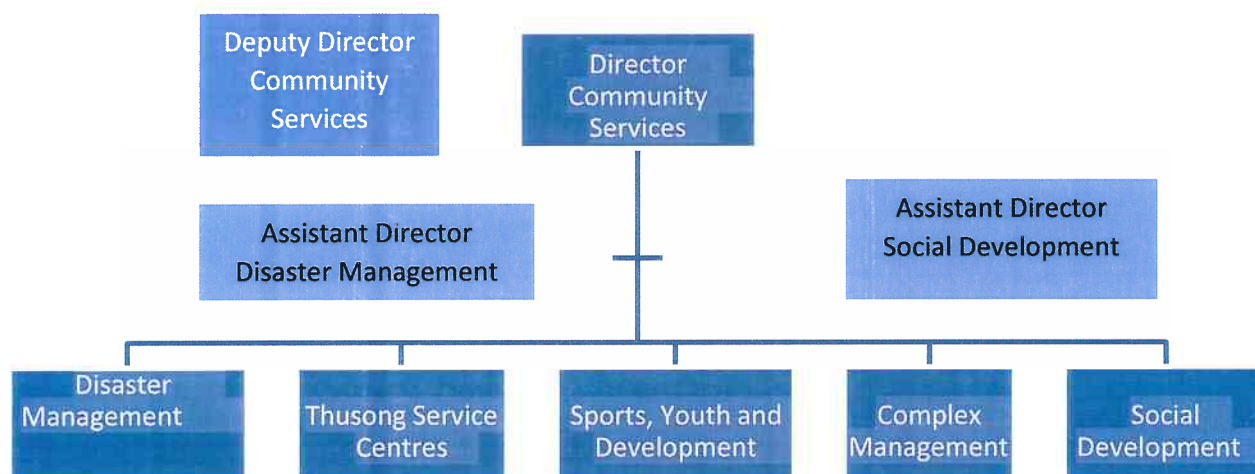 Deputy Director
Community
Services
Director
Community
Services
Assistant Director
Disaster Management
Assistant Director
Social Development
Disaster
Management
Thusong Service
Centres
Sports, Youth and
Development
Complex
Management
Social
Development